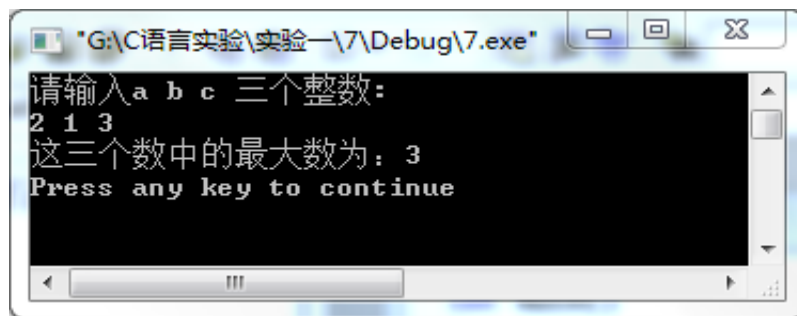 "G:\C语言实验\实验一\7\Debug\7.exe"
请输入a b c 三个整数:
2 1 3
这三个数中的最大数为：3
Press any key to continue